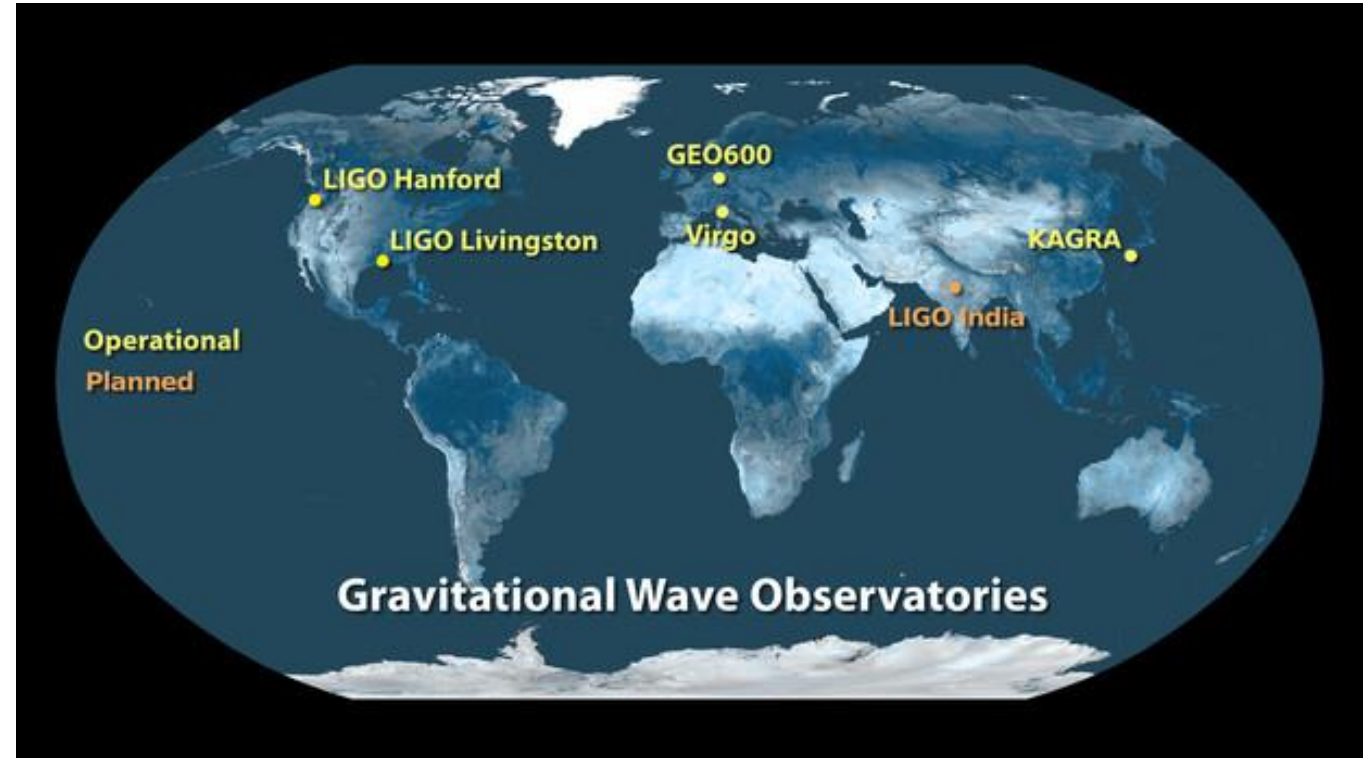 GEO600
LIGO Hanford
LIGO Livingston
Virgo
KAGRA
LIGO India
Operational
Planned
Gravitational Wave Observatories